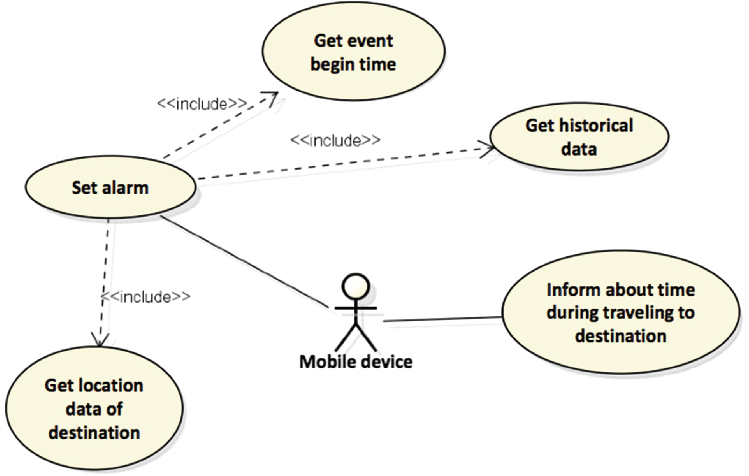 Get event
begin time
<<include>>
<<include>>
Get historical
data
Set alarm
<<include>>
Inform about time
during traveling to
destination
Mobile device
Get location
data of
destination